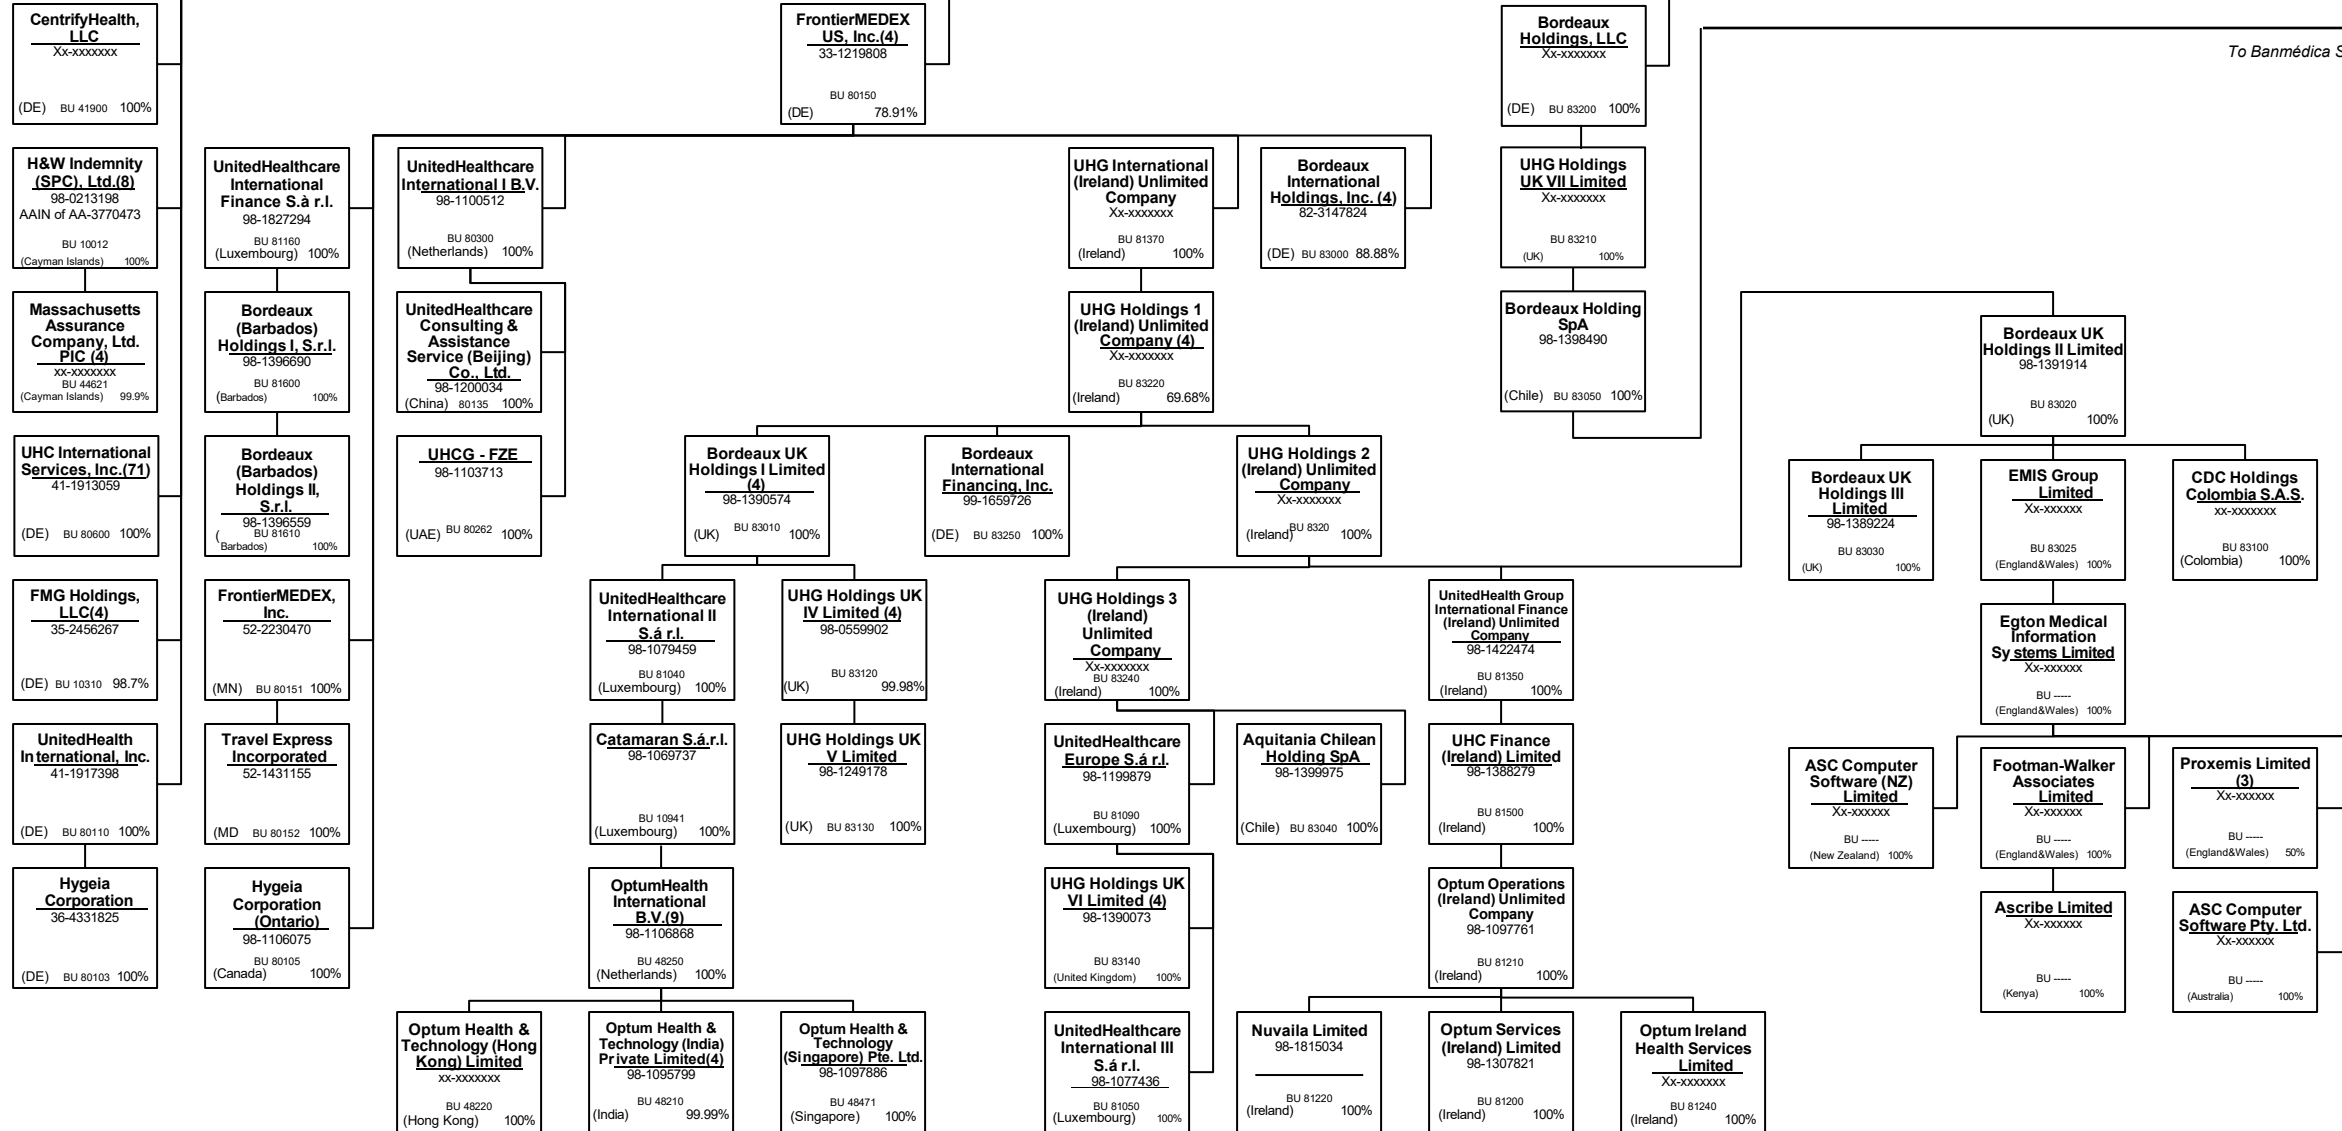 CentrifyHealth,
LLC
Xx-xxxxxxx
(DE) BU 41900 100%
FrontierMEDEX
US, Inc.(4)
33-1219808
BU 80150
(DE) 78.91%
Bordeaux
Holdings, LLC
Xx-xxxxxxx
(DE) BU 83200 100%
To Banmédica S
H&W Indemnity
(SPC), Ltd.(8)
98-0213198
AAIN of AA-3770473
BU 10012
(Cayman Islands) 100%
UnitedHealthcare
International
Finance S.à r.l.
98-1827294
BU 81160
(Luxembourg) 100%
UnitedHealthcare
International I B.V.
98-1100512
BU 80300
(Netherlands) 100%
UHG International
(Ireland) Unlimited
Company
Xx-xxxxxxx
BU 81370
(Ireland) 100%
Bordeaux
International
Holdings, Inc. (4)
82-3147824
(DE) BU 83000 88.88%
UHG Holdings
UK VII Limited
Xx-xxxxxxx
BU 83210
(UK) 100%
Massachusetts
Assurance
Company, Ltd.
PIC (4)
xx-xxxxxxx
BU 44621
(Cayman Islands) 99.9%
Bordeaux
(Barbados)
Holdings I, S.r.l.
98-1396690
BU 81600
(Barbados) 100%
UnitedHealthcare
Consulting &
Assistance
Service (Beijing)
Co., Ltd.
98-1200034
(China) 80135 100%
UHG Holdings 1
(Ireland) Unlimited
Company (4)
Xx-xxxxxxx
BU 83220
(Ireland) 69.68%
Bordeaux Holding
SpA
98-1398490
(Chile) BU 83050 100%
Bordeaux UK
Holdings II Limited
98-1391914
BU 83020
(UK) 100%
UHC International
Services, Inc.(71)
41-1913059
(DE) BU 80600 100%
Bordeaux
(Barbados)
Holdings II,
S.r.l.
98-1396559
( BU 81610
Barbados) 100%
UHCG - FZE
98-1103713
(UAE) BU 80262 100%
Bordeaux UK
Holdings I Limited
(4)
98-1390574
(UK) BU 83010 100%
Bordeaux
International
Financing, Inc.
99-1659726
(DE) BU 83250 100%
UHG Holdings 2
(Ireland) Unlimited
Company
Xx-xxxxxxx
(Ireland) BU 8320 100%
Bordeaux UK
Holdings III
Limited
98-1389224
BU 83030
(UK) 100%
EMIS Group
Limited
Xx-xxxxxx
BU 83025
(England&Wales) 100%
CDC Holdings
Colombia S.A.S.
xx-xxxxxxx
BU 83100
(Colombia) 100%
FMG Holdings,
LLC(4)
35-2456267
(DE) BU 10310 98.7%
FrontierMEDEX,
Inc.
52-2230470
(MN) BU 80151 100%
UnitedHealthcare
International II
S.á r.l.
98-1079459
BU 81040
(Luxembourg) 100%
UHG Holdings UK
IV Limited (4)
98-0559902
BU 83120
(UK) 99.98%
UHG Holdings 3
(Ireland)
Unlimited
Company
Xx-xxxxxxx
BU 83240
(Ireland) 100%
UnitedHealth Group
International Finance
(Ireland) Unlimited
Company
98-1422474
BU 81350
(Ireland) 100%
Egton Medical
Information
Systems Limited
Xx-xxxxxx
BU -----
(England&Wales) 100%
UnitedHealth
International, Inc.
41-1917398
(DE) BU 80110 100%
Travel Express
Incorporated
52-1431155
(MD BU 80152 100%
Catamaran S.á.r.l.
98-1069737
BU 10941
(Luxembourg) 100%
UHG Holdings UK
V Limited
98-1249178
(UK) BU 83130 100%
UnitedHealthcare
Europe S.á r.l.
98-1199879
BU 81090
(Luxembourg) 100%
Aquitania Chilean
Holding SpA
98-1399975
(Chile) BU 83040 100%
UHC Finance
(Ireland) Limited
98-1388279
BU 81500
(Ireland) 100%
ASC Computer
Software (NZ)
Limited
Xx-xxxxxx
BU -----
(New Zealand) 100%
Footman-Walker
Associates
Limited
Xx-xxxxxx
BU -----
(England&Wales) 100%
Proxemis Limited
(3)
Xx-xxxxxx
BU -----
(England&Wales) 50%
Hygeia
Corporation
36-4331825
(DE) BU 80103 100%
Hygeia
Corporation
(Ontario)
98-1106075
BU 80105
(Canada) 100%
OptumHealth
International
B.V.(9)
98-1106868
BU 48250
(Netherlands) 100%
UHG Holdings UK
VI Limited (4)
98-1390073
BU 83140
(United Kingdom) 100%
Optum Operations
(Ireland) Unlimited
Company
98-1097761
BU 81210
(Ireland) 100%
Ascribe Limited
Xx-xxxxxx
BU -----
(Kenya) 100%
ASC Computer
Software Pty. Ltd.
Xx-xxxxxx
BU -----
(Australia) 100%
Optum Health &
Technology (Hong
Kong) Limited
xx-xxxxxxx
BU 48220
(Hong Kong) 100%
Optum Health &
Technology (India)
Private Limited(4)
98-1095799
BU 48210
(India) 99.99%
Optum Health &
Technology
(Singapore) Pte. Ltd.
98-1097886
BU 48471
(Singapore) 100%
UnitedHealthcare
International III
S.á r.l.
98-1077436
BU 81050
(Luxembourg) 100%
Nuvaila Limited
98-1815034
BU 81220
(Ireland) 100%
Optum Services
(Ireland) Limited
98-1307821
BU 81200
(Ireland) 100%
Optum Ireland
Health Services
Limited
Xx-xxxxxxx
BU 81240
(Ireland) 100%